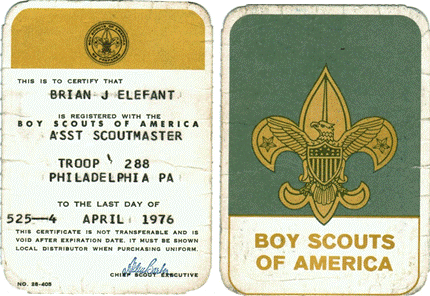 THIS IS TO CERTIFY THAT
BRIAN J ELEFANT
IS REGISTERED WITH THE
BOY SCOUTS OF AMERICA
ASST SCOUTMASTER
TROOP 288
PHILADELPHIA PA
TO THE LAST DAY OF
525—4 APRIL 1976
THIS CERTIFICATE IS NOT TRANSFERABLE AND IS
VOID AFTER EXPIRATION DATE. IT MUST BE SHOWN
LOCAL DISTRIBUTOR WHEN PURCHASING UNIFORM.
CHIEF SCOUT EXECUTIVE
NO. 28-405
BOY SCOUTS
OF AMERICA